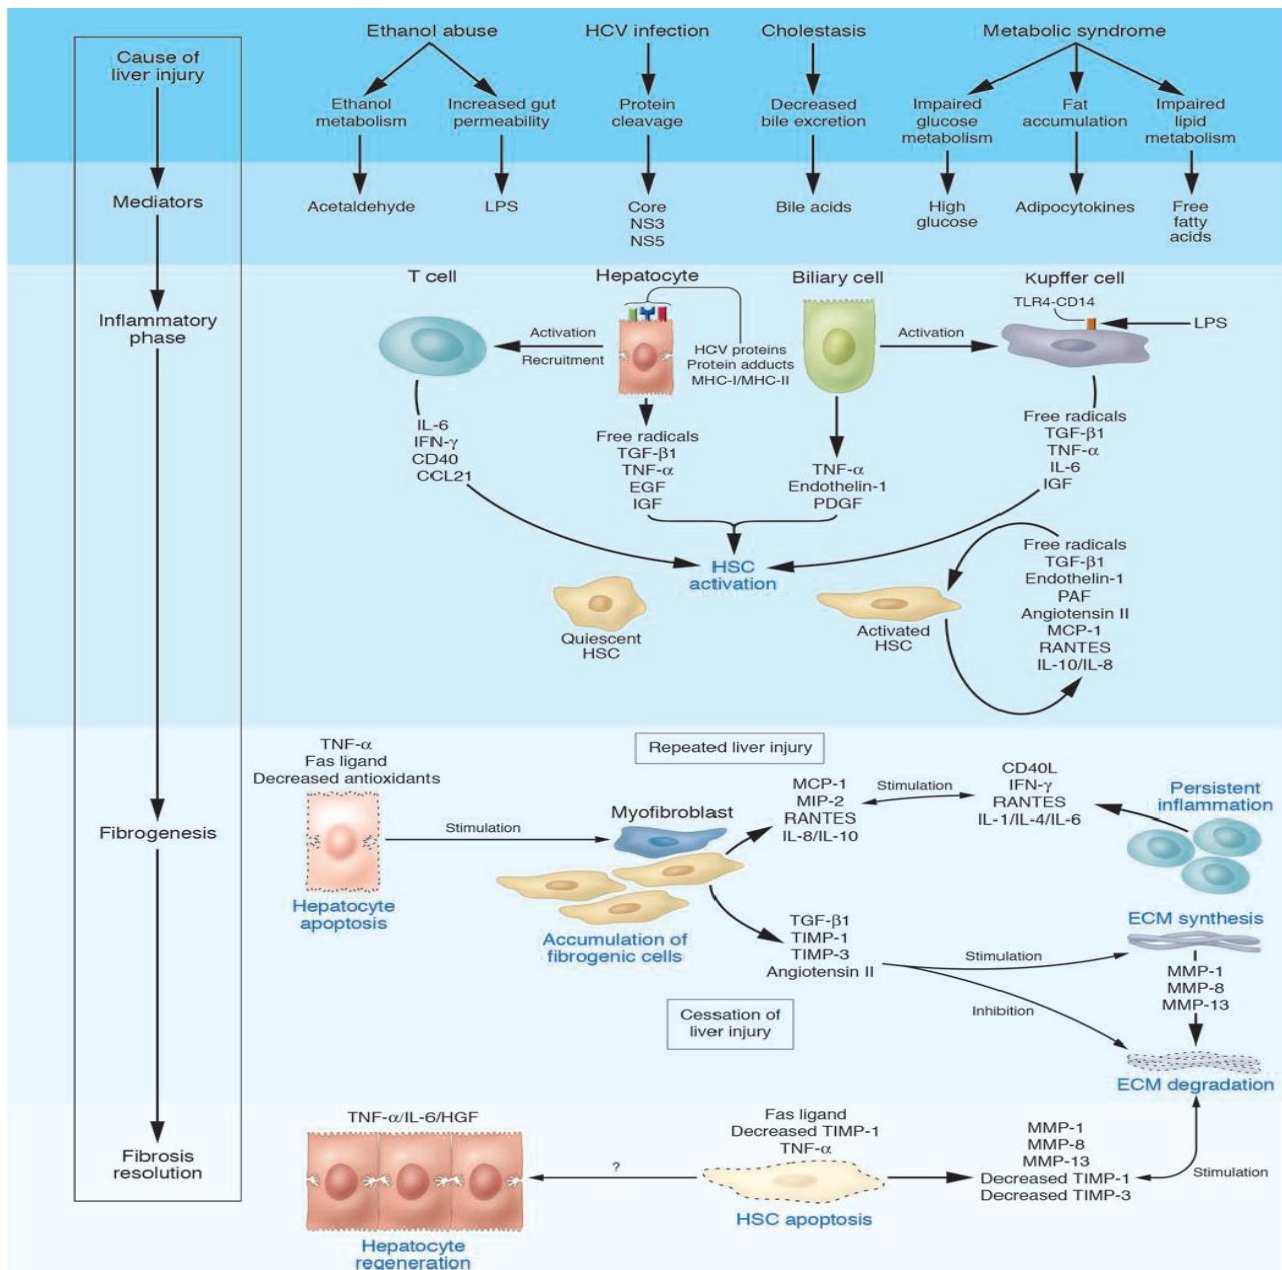 Cause of
liver injury
Ethanol abuse
HCV infection
Cholestasis
Metabolic syndrome
Ethanol
metabolism
Increased gut
permeability
Protein
cleavage
Decreased
bile excretion
Impaired
glucose
metabolism
Fat
accumulation
Impaired
lipid
metabolism
Mediators
Acetaldehyde
LPS
Core
NS3
NS5
Bile acids
High
glucose
Adipocytokines
Free
fatty
acids
Inflammatory
phase
T cell
Hepatocyte
Biliary cell
Kupffer cell
TLR4-CD14
LPS
Activation
Recruitment
HCV proteins
Protein adducts
MHC-I/MHC-II
Activation
IL-6
IFN-γ
CD40
CCL21
Free radicals
TGF-β1
TNF-α
EGF
IGF
TNF-α
Endothelin-1
PDGF
Free radicals
TGF-β1
TNF-α
IL-6
IGF
HSC
activation
Quiescent
HSC
Activated
HSC
Free radicals
TGF-β1
Endothelin-1
PAF
Angiotensin II
MCP-1
RANTES
IL-10/IL-8
Fibrogenesis
Repeated liver injury
TNF-α
Fas ligand
Decreased antioxidants
Hepatocyte
apoptosis
Stimulation
Myofibroblast
Accumulation of
fibrogenic cells
MCP-1
MIP-2
RANTES
IL-8/IL-10
Stimulation
CD40L
IFN-γ
RANTES
IL-1/IL-4/IL-6
Persistent
inflammation
TGF-β1
TIMP-1
TIMP-3
Angiotensin II
Stimulation
Inhibition
ECM synthesis
MMP-1
MMP-8
MMP-13
ECM degradation
Cessation of
liver injury
Fibrosis
resolution
TNF-α/IL-6/HGF
Hepatocyte
regeneration
?
Fas ligand
Decreased TIMP-1
TNF-α
HSC apoptosis
MMP-1
MMP-8
MMP-13
Decreased TIMP-1
Decreased TIMP-3
Stimulation